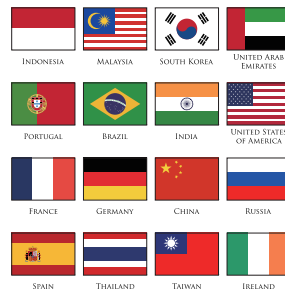 Indonesia
Malaysia
South Korea
United Arab
Emirates
Portugal
Brazil
India
United States
of America
France
Germany
China
Russia
Spain
Thailand
Taiwan
Ireland